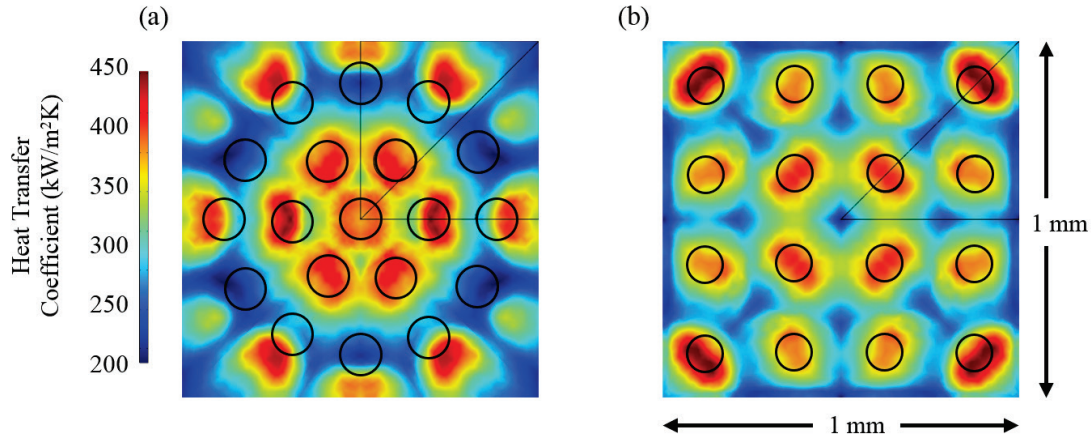 (a)
(b)
Heat Transfer
Coefficient (kW/m²K)
450
400
350
300
250
200
1 mm
1 mm